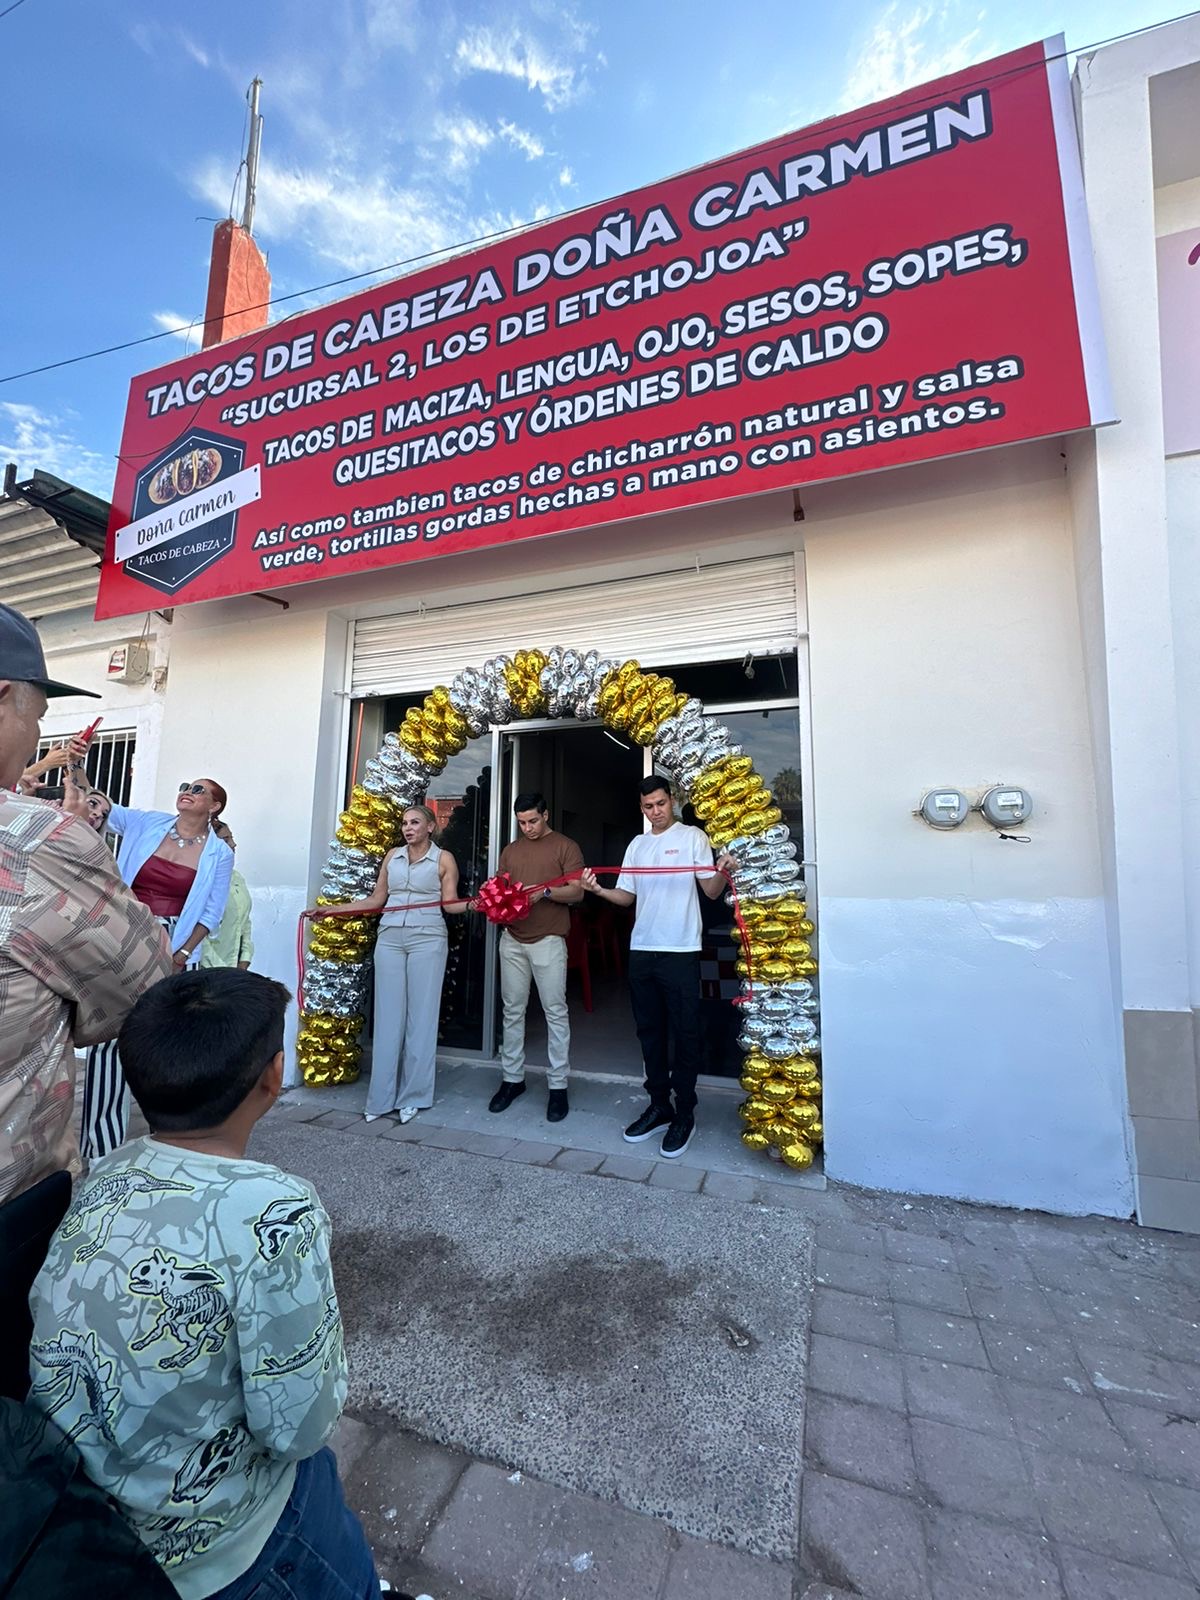 TACOS DE CABEZA DOÑA CARMEN
“SUCURSAL 2, LOS DE ETCHOJOA”
TACOS DE MACIZA, LENGUA, OJO, SESOS, SOPES,
QUESITACOS Y ÓRDENES DE CALDO
Así como tambien tacos de chicharrón natural y salsa
verde, tortillas gordas hechas a mano con asientos.
Doña Carmen
TACOS DE CABEZA